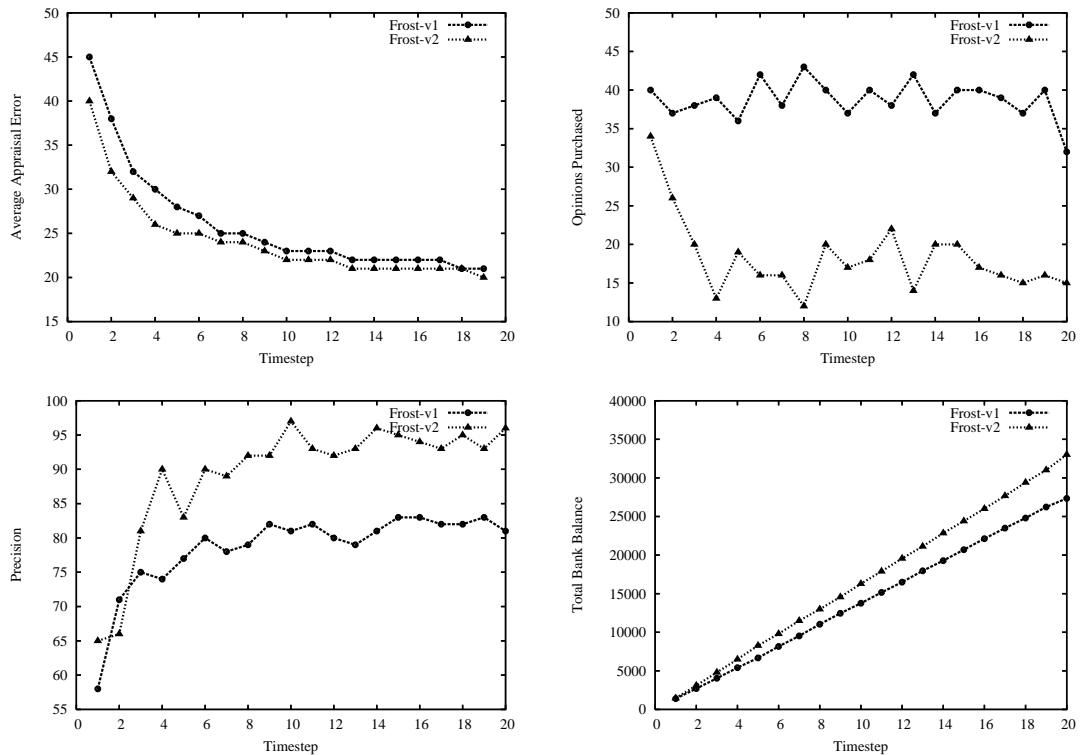 Average Appraisal Error
50
45
40
35
30
25
20
15
0 2 4 6 8 10 12 14 16 18 20
Timestep
Frost-v1
Frost-v2
Opinions Purchased
50
45
40
35
30
25
20
15
10
0 2 4 6 8 10 12 14 16 18 20
Timestep
Frost-v1
Frost-v2
Precision
100
95
90
85
80
75
70
65
60
55
0 2 4 6 8 10 12 14 16 18 20
Timestep
Frost-v1
Frost-v2
Total Bank Balance
40000
35000
30000
25000
20000
15000
10000
5000
0
0 2 4 6 8 10 12 14 16 18 20
Timestep
Frost-v1
Frost-v2